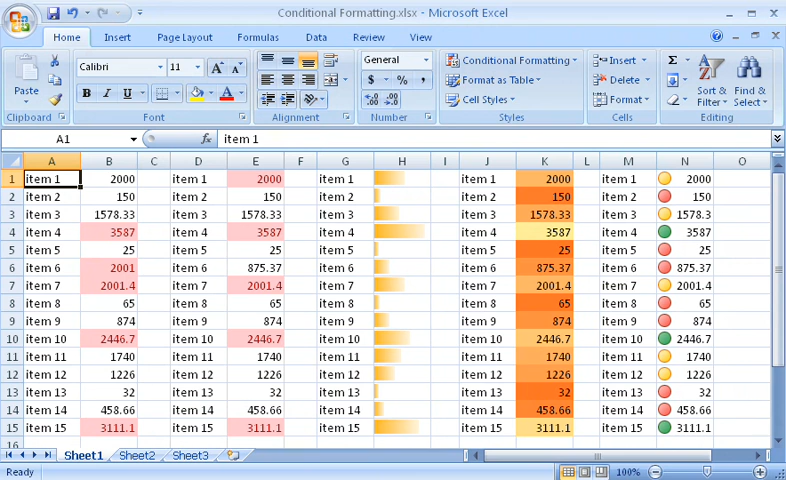 Conditional Formatting.xlsx - Microsoft Excel
Home Insert Page Layout Formulas Data Review View
Calibri 11 A A General Conditional Formatting Insert Σ
Paste $ % , Format as Table Delete Sort & Find &
B I U A .0 .00 .00 .0 Cell Styles Format Filter Select
Clipboard Font Alignment Number Styles Cells Editing
A1 fx item 1
A B C D E F G H I J K L M N O
1 item 1 2000 item 1 2000 item 1 item 1 2000 item 1 2000
2 item 2 150 item 2 150 item 2 item 2 150 item 2 150
3 item 3 1578.33 item 3 1578.33 item 3 item 3 1578.33 item 3 1578.3
4 item 4 3587 item 4 3587 item 4 item 4 3587 item 4 3587
5 item 5 25 item 5 25 item 5 item 5 25 item 5 25
6 item 6 2001 item 6 875.37 item 6 item 6 875.37 item 6 875.37
7 item 7 2001.4 item 7 2001.4 item 7 item 7 2001.4 item 7 2001.4
8 item 8 65 item 8 65 item 8 item 8 65 item 8 65
9 item 9 874 item 9 874 item 9 item 9 874 item 9 874
10 item 10 2446.7 item 10 2446.7 item 10 item 10 2446.7 item 10 2446.7
11 item 11 1740 item 11 1740 item 11 item 11 1740 item 11 1740
12 item 12 1226 item 12 1226 item 12 item 12 1226 item 12 1226
13 item 13 32 item 13 32 item 13 item 13 32 item 13 32
14 item 14 458.66 item 14 458.66 item 14 item 14 458.66 item 14 458.66
15 item 15 3111.1 item 15 3111.1 item 15 item 15 3111.1 item 15 3111.1
16
Sheet1 Sheet2 Sheet3
Ready 100%